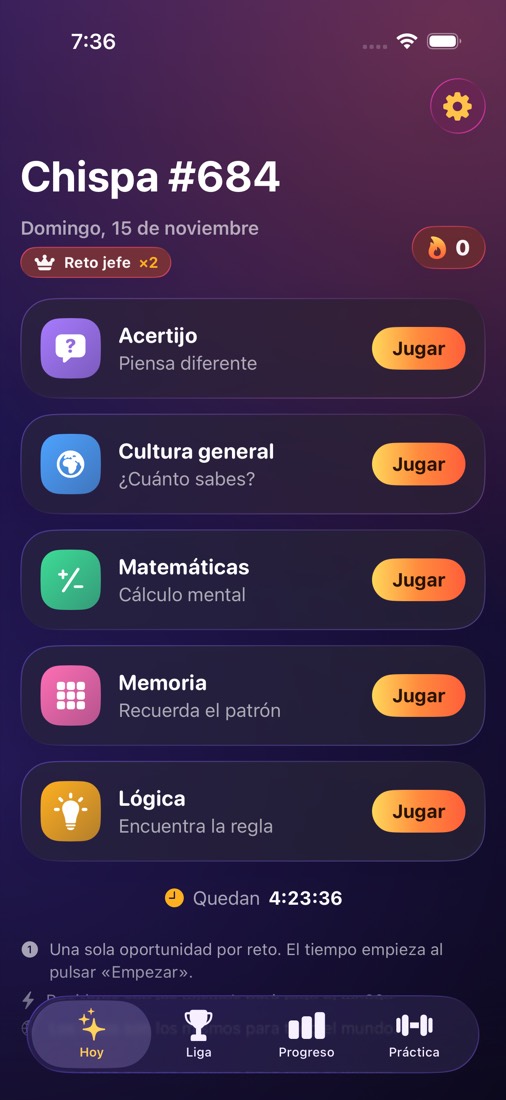 7:36
Chispa #684
Domingo, 15 de noviembre
Reto jefe ×2
0
Acertijo
Piensa diferente
Jugar
Cultura general
¿Cuánto sabes?
Jugar
Matemáticas
Cálculo mental
Jugar
Memoria
Recuerda el patrón
Jugar
Lógica
Encuentra la regla
Jugar
Quedan 4:23:36
1 Una sola oportunidad por reto. El tiempo empieza al
pulsar «Empezar».
Hoy
Liga
Progreso
Práctica